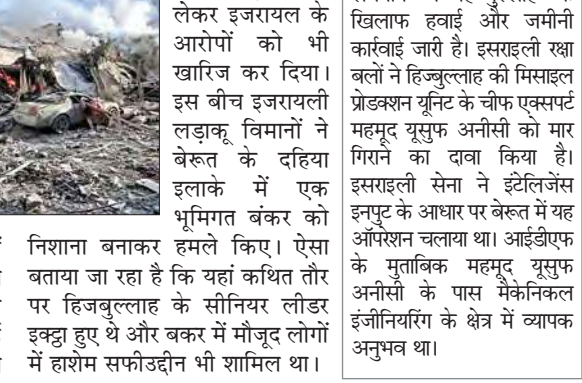 लेकर इजरायल के
आरोपों को भी
खारिज कर दिया।
इस बीच इजरायली
लड़ाकू विमानों ने
बेरूत के दहिया
इलाके में एक
भूमिगत बंकर को
निशाना बनाकर हमले किए। ऐसा
बताया जा रहा है कि यहां कथित तौर
पर हिजबुल्लाह के सीनियर लीडर
इक्ट्ठा हुए थे और बकर में मौजूद लोगों
में हाशेम सफीउद्दीन भी शामिल था।
खिलाफ हवाई और जमीनी
कार्रवाई जारी है। इसराइली रक्षा
बलों ने हिज्बुल्लाह की मिसाइल
प्रोडक्शन यूनिट के चीफ एक्सपर्ट
महमूद यूसुफ अनीसी को मार
गिराने का दावा किया है।
इसराइली सेना ने इंटेलिजेंस
इनपुट के आधार पर बेरूत में यह
ऑपरेशन चलाया था। आईडीएफ
के मुताबिक महमूद यूसुफ
अनीसी के पास मैकेनिकल
इंजीनियरिंग के क्षेत्र में व्यापक
अनुभव था।